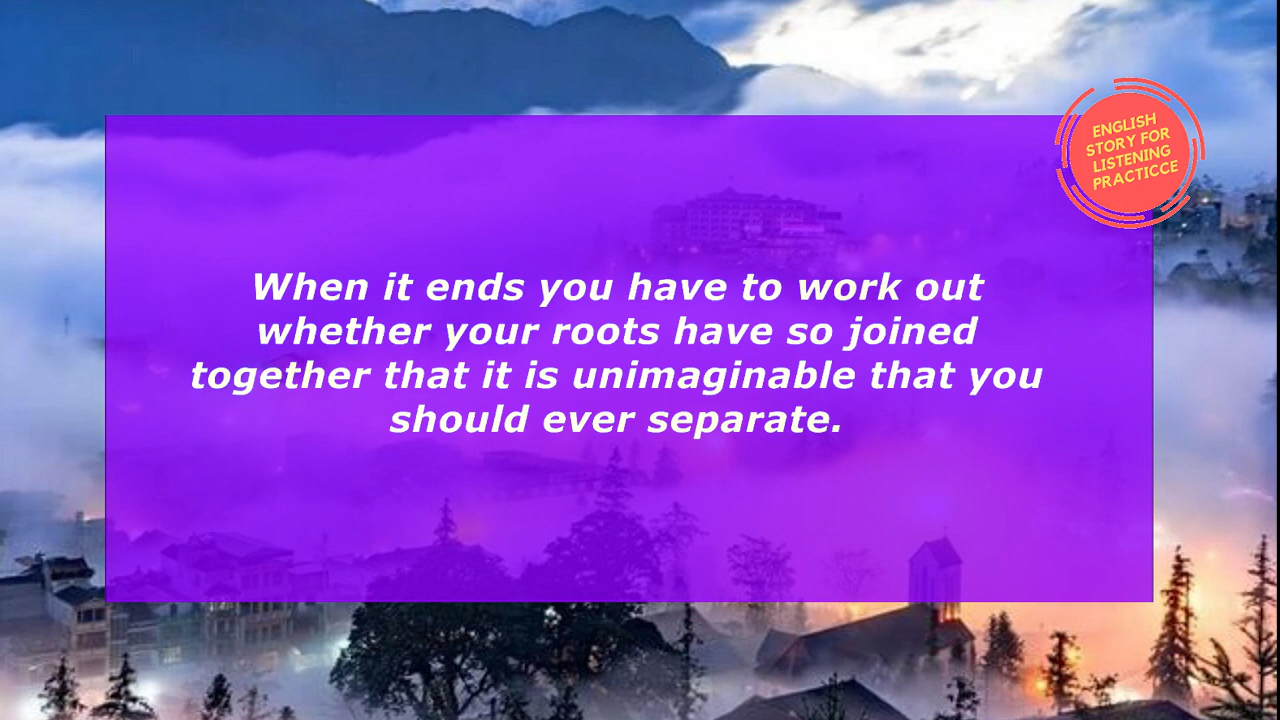 ENGLISH
STORY FOR
LISTENING
PRACTICCE
When it ends you have to work out
whether your roots have so joined
together that it is unimaginable that you
should ever separate.